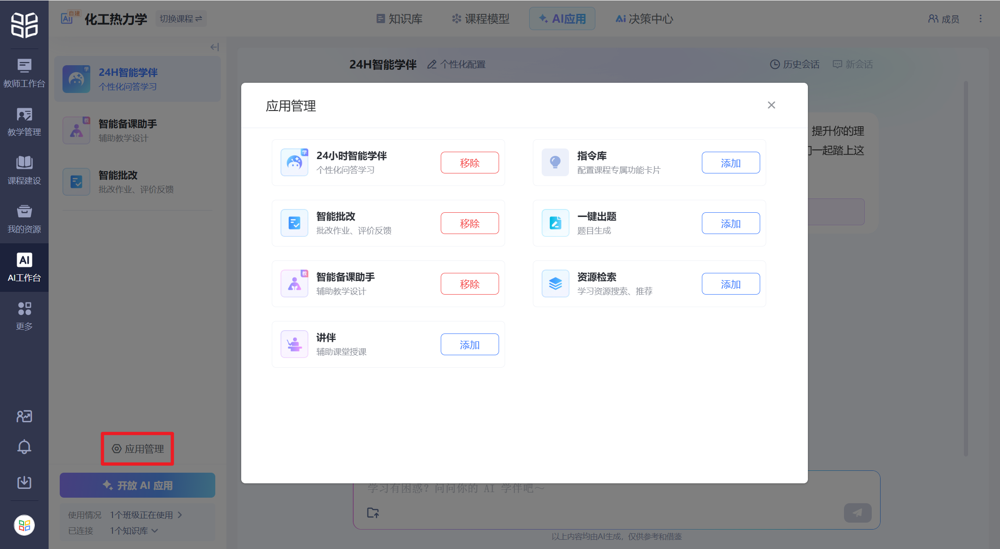 自建
AI
化工热力学
切换课程
知识库
课程模型
AI应用
Ai 决策中心
成员
教师工作台
教学管理
课程建设
我的资源
AI
AI工作台
更多
学
24H智能学伴
个性化问答学习
教
智能备课助手
辅助教学设计
智能批改
批改作业、评价反馈
应用管理
开放 AI 应用
使用情况 1个班级正在使用
已连接 1个知识库
24H智能学伴
个性化配置
历史会话
新会话
提升你的理
一起踏上这
应用管理
学
24小时智能学伴
个性化问答学习
移除
指令库
配置课程专属功能卡片
添加
智能批改
批改作业、评价反馈
移除
一键出题
题目生成
添加
教
智能备课助手
辅助教学设计
移除
资源检索
学习资源搜索、推荐
添加
讲伴
辅助课堂授课
添加
学习有困惑？问问你的 AI 学伴吧～
以上内容均由AI生成，仅供参考和借鉴